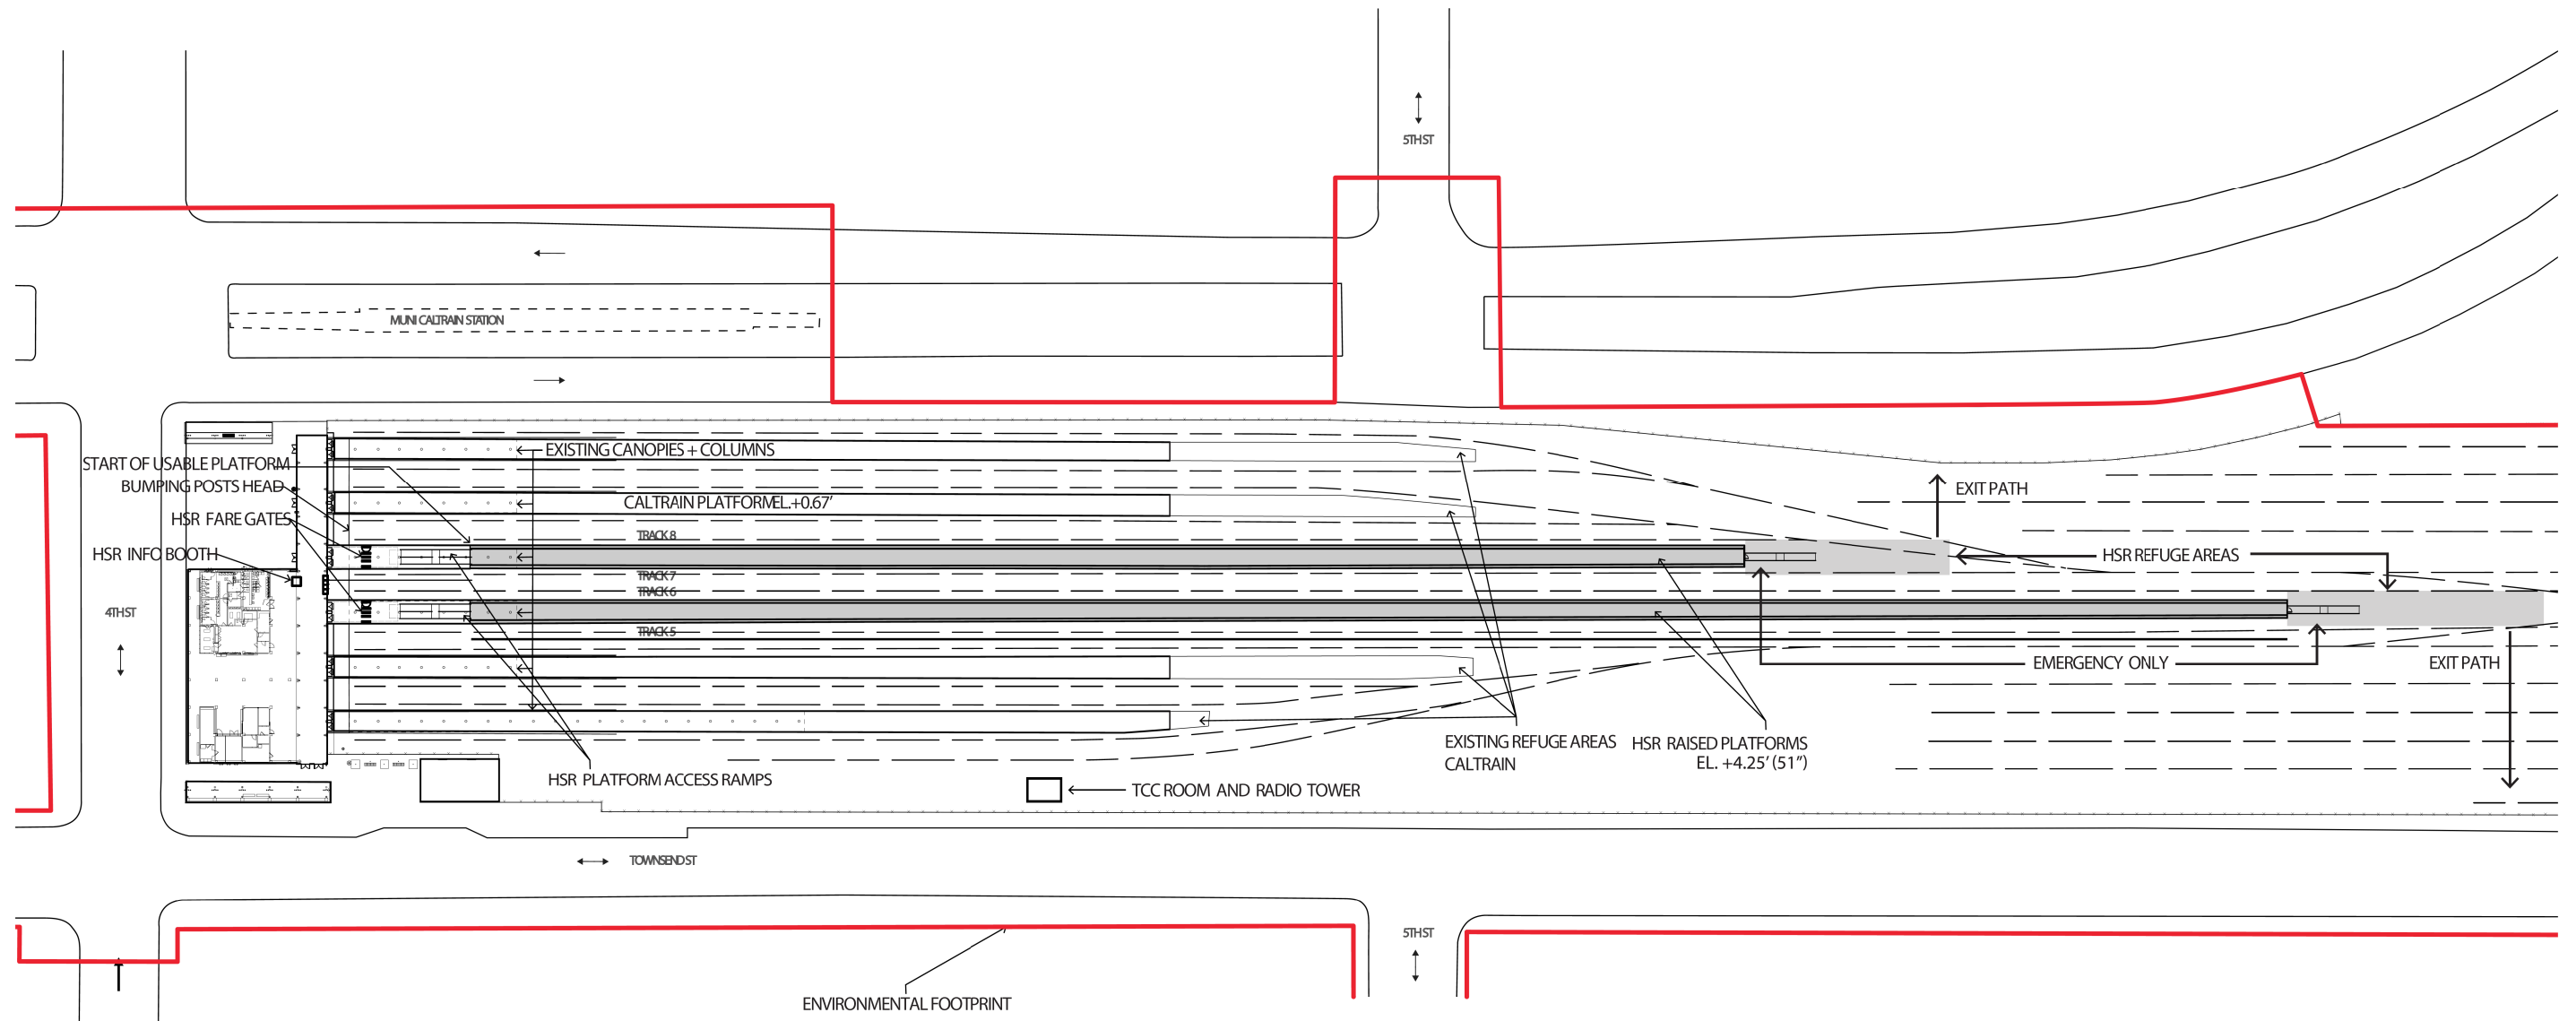 5TH ST
MUNI CALTRAIN STATION
EXISTING CANOPIES + COLUMNS
START OF USABLE PLATFORM
BUMPING POSTS HEAD
CALTRAIN PLATFORM EL.+0.67'
EXIT PATH
HSR FARE GATES
TRACK 8
HSR INFO BOOTH
HSR REFUGE AREAS
TRACK 7
TRACK 6
4TH ST
TRACK 5
EMERGENCY ONLY
EXIT PATH
EXISTING REFUGE AREAS
CALTRAIN
HSR RAISED PLATFORMS
EL. +4.25' (51")
HSR PLATFORM ACCESS RAMPS
TCC ROOM AND RADIO TOWER
TOWNSEND ST
5TH ST
ENVIRONMENTAL FOOTPRINT